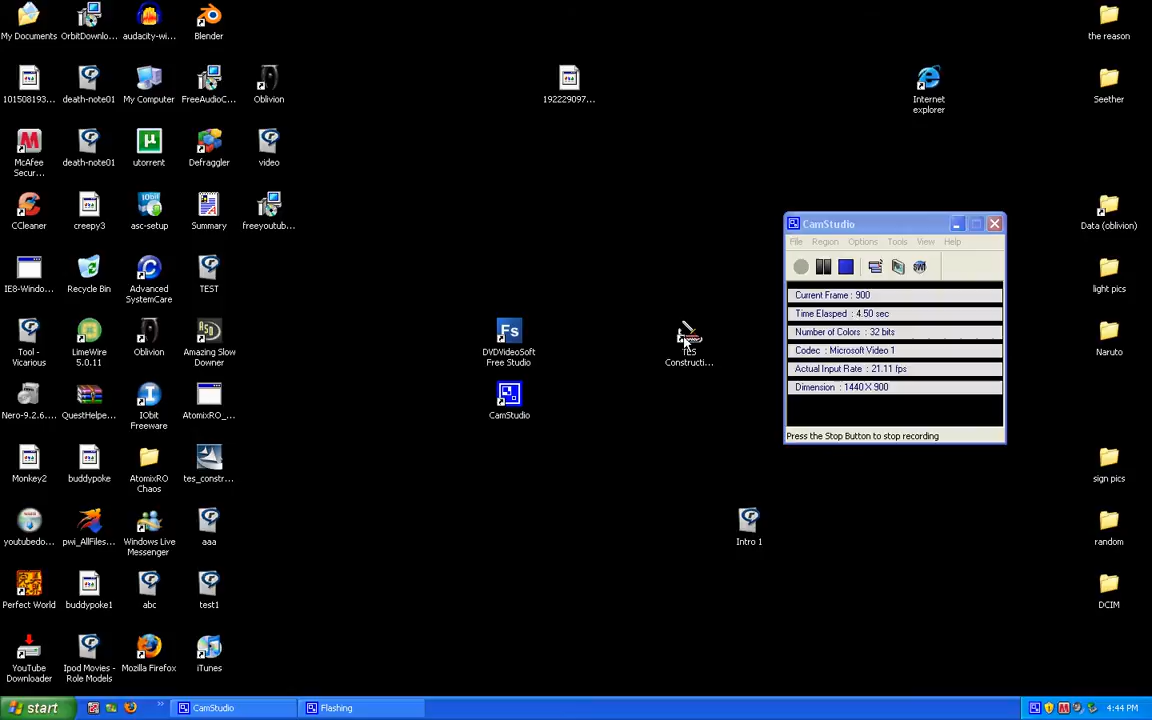 My Documents
OrbitDownlo...
audacity-wi...
Blender
the reason
101508193...
death-note01
My Computer
FreeAudioC...
Oblivion
192229097...
Internet
explorer
Seether
McAfee
Secur...
death-note01
utorrent
Defraggler
video
CCleaner
creepy3
asc-setup
Summary
freeyoutub...
Data (oblivion)
IE8-Windo...
Recycle Bin
Advanced
SystemCare
TEST
light pics
Tool -
Vicarious
LimeWire
5.0.11
Oblivion
Amazing Slow
Downer
DVDVideoSoft
Free Studio
TES
Constructi...
Naruto
Nero-9.2.6....
QuestHelpe...
IObit
Freeware
AtomixRO_...
CamStudio
Monkey2
buddypoke
AtomixRO
Chaos
tes_constr...
sign pics
youtubedo...
pwi_AllFiles...
Windows Live
Messenger
aaa
Intro 1
random
Perfect World
buddypoke1
abc
test1
DCIM
YouTube
Downloader
Ipod Movies -
Role Models
Mozilla Firefox
iTunes
CamStudio
File Region Options Tools View Help
Current Frame : 900
Time Elasped : 4.50 sec
Number of Colors : 32 bits
Codec : Microsoft Video 1
Actual Input Rate : 21.11 fps
Dimension : 1440 X 900
Press the Stop Button to stop recording
start
CamStudio
Flashing
4:44 PM